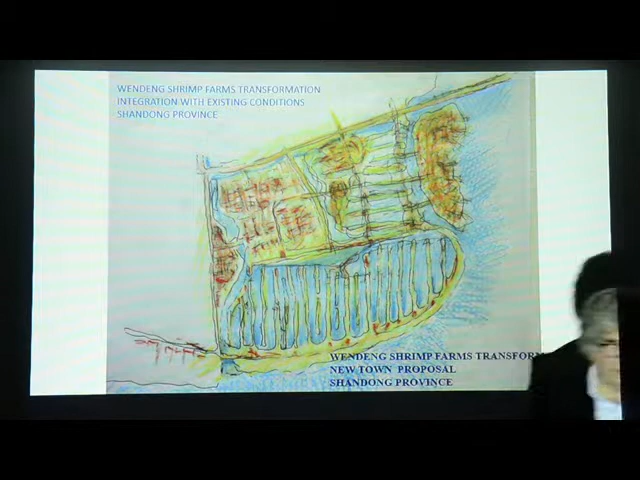 WENDENG SHRIMP FARMS TRANSFORMATION
INTEGRATION WITH EXISTING CONDITIONS
SHANDONG PROVINCE
WENDENG SHRIMP FARMS TRANSFOR
NEW TOWN PROPOSAL
SHANDONG PROVINCE